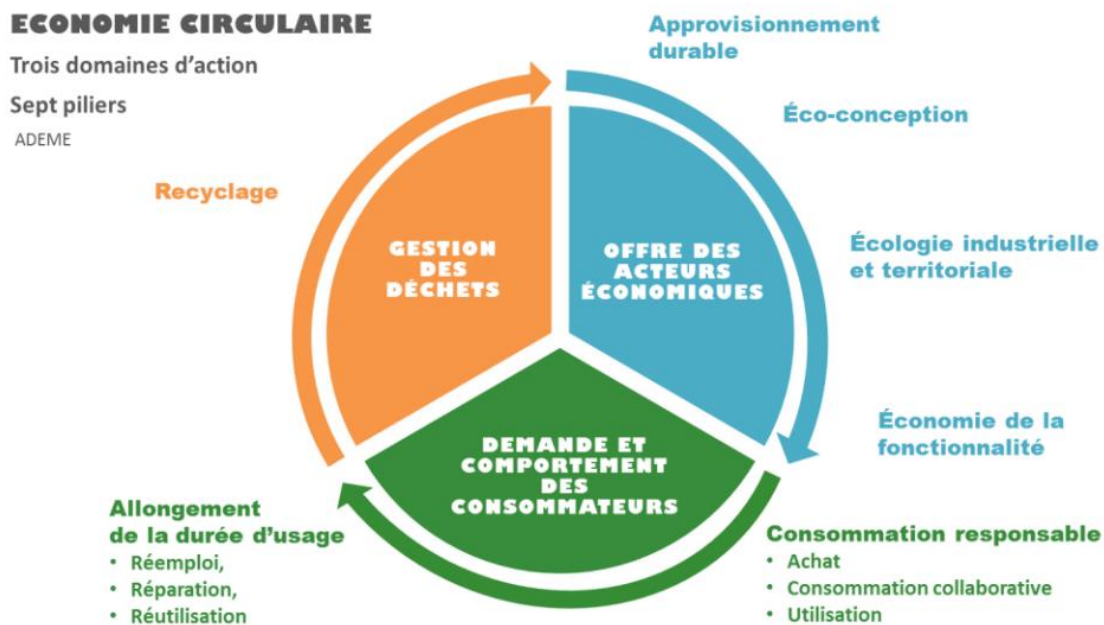 ECONOMIE CIRCULAIRE
Trois domaines d'action
Sept piliers
ADEME
Approvisionnement
durable
Éco-conception
Écologie industrielle
et territoriale
Économie de la
fonctionnalité
Recyclage
GESTION
DES
DÉCHETS
OFFRE DES
ACTEURS
ÉCONOMIQUES
DEMANDE ET
COMPORTEMENT
DES
CONSOMMATEURS
Consommation responsable
• Achat
• Consommation collaborative
• Utilisation
Allongement
de la durée d'usage
• Réemploi,
• Réparation,
• Réutilisation